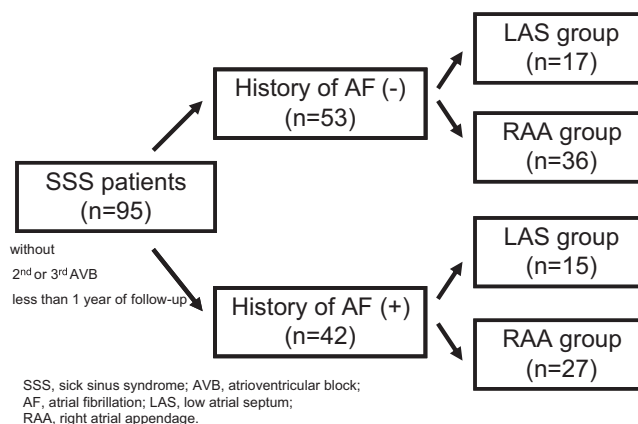 LAS group
(n=17)
History of AF (-)
(n=53)
RAA group
(n=36)
SSS patients
(n=95)
without
2nd or 3rd AVB
less than 1 year of follow-up
LAS group
(n=15)
History of AF (+)
(n=42)
RAA group
(n=27)
SSS, sick sinus syndrome; AVB, atrioventricular block;
AF, atrial fibrillation; LAS, low atrial septum;
RAA, right atrial appendage.